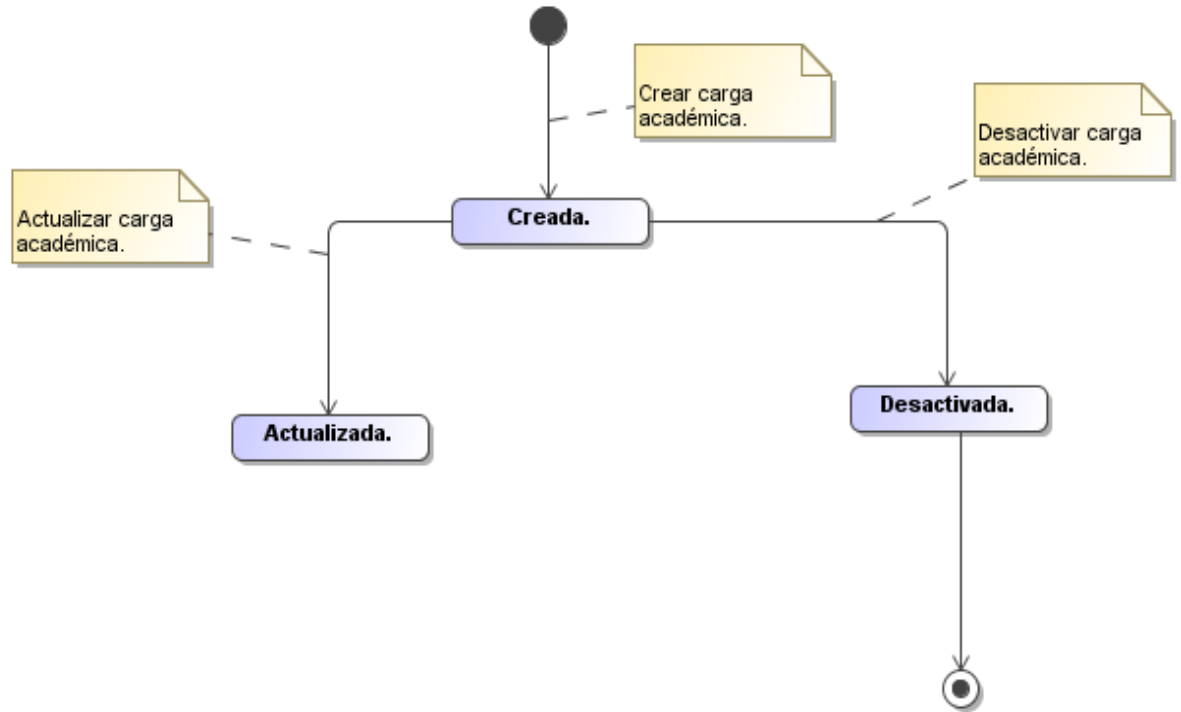 Crear carga
académica.
Desactivar carga
académica.
Actualizar carga
académica.
Creada.
Desactivada.
Actualizada.